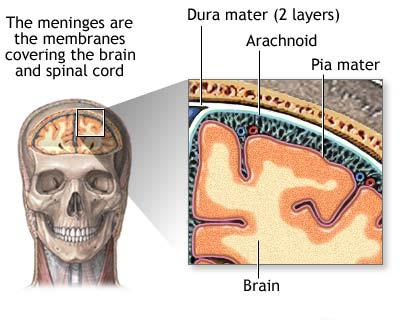 The meninges are
the membranes
covering the brain
and spinal cord
Dura mater (2 layers)
Arachnoid
Pia mater
Brain